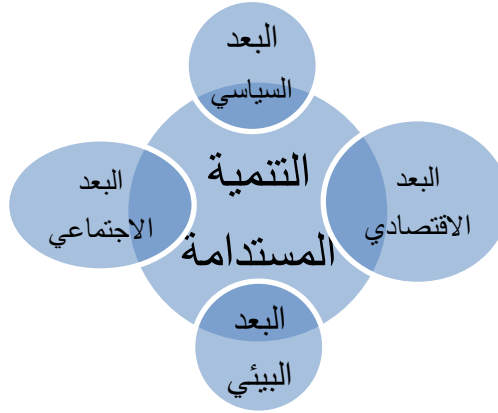 البعد
السياسي
التنمية
المستدامة
البعد
الاقتصادي
البعد
الاجتماعي
البعد
البيئي